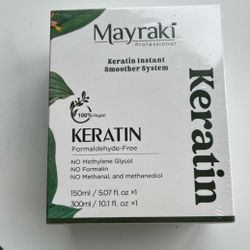 Mayraki
Professional
Keratin Instant
Smoother System
100% Vegan
KERATIN
Formaldehyde-Free
NO Methylene Glycol
NO Formalin
NO Methanal, and methanediol
150ml / 5.07 fl. oz ×1
300ml / 10.1 fl. oz ×1
Keratin